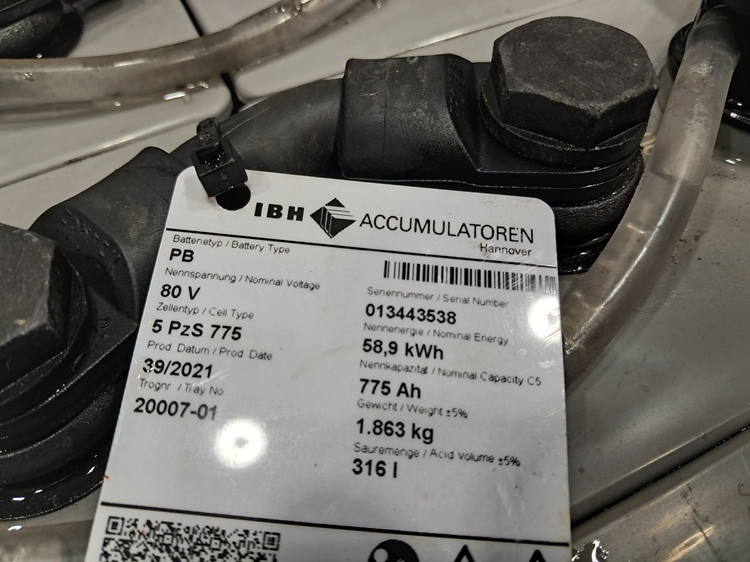 IBH ACCUMULATOREN
Hannover
Batterietyp / Battery Type
PB
Nennspannung / Nominal Voltage
80 V
Zellentyp / Cell Type
5 PzS 775
Prod Datum / Prod Date
39/2021
Trognr / Tray No
20007-01
Seriennummer / Serial Number
013443538
Nennenergie / Nominal Energy
58,9 kWh
Nennkapazität / Nominal Capacity C5
775 Ah
Gewicht / Weight ±5%
1.863 kg
Säuremenge / Acid Volume ±5%
316 l